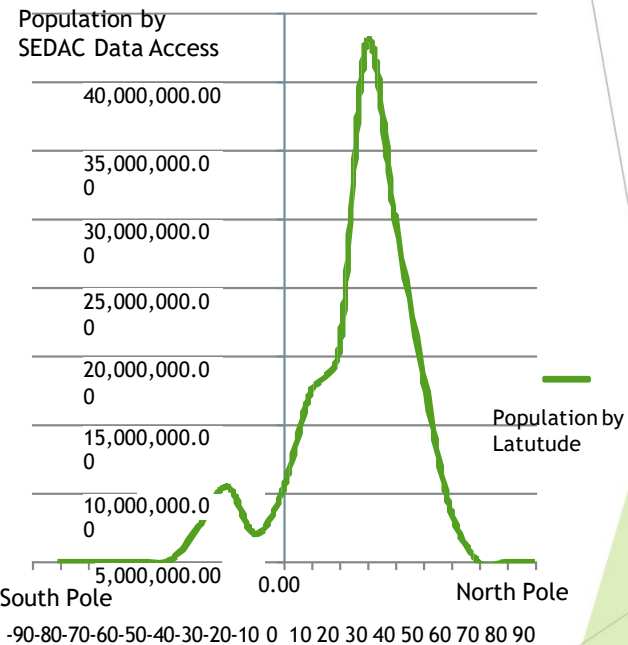 Population by
SEDAC Data Access
40,000,000.00
35,000,000.0
0
30,000,000.0
0
25,000,000.0
0
20,000,000.0
0
15,000,000.0
0
10,000,000.0
0
5,000,000.00
0.00
Population by
Latutude
South Pole
North Pole
-90-80-70-60-50-40-30-20-10 0 10 20 30 40 50 60 70 80 90